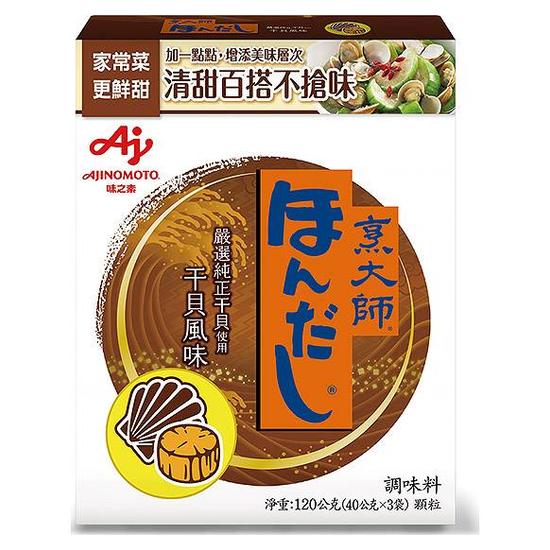 家常菜
更鮮甜
加一點點，增添美味層次
清甜百搭不搶味
Aj
AJINOMOTO®
味之素
嚴選純正干貝使用
干貝風味
烹大師®
ほんだし®
調味料
淨重:120公克(40公克×3袋) 顆粒